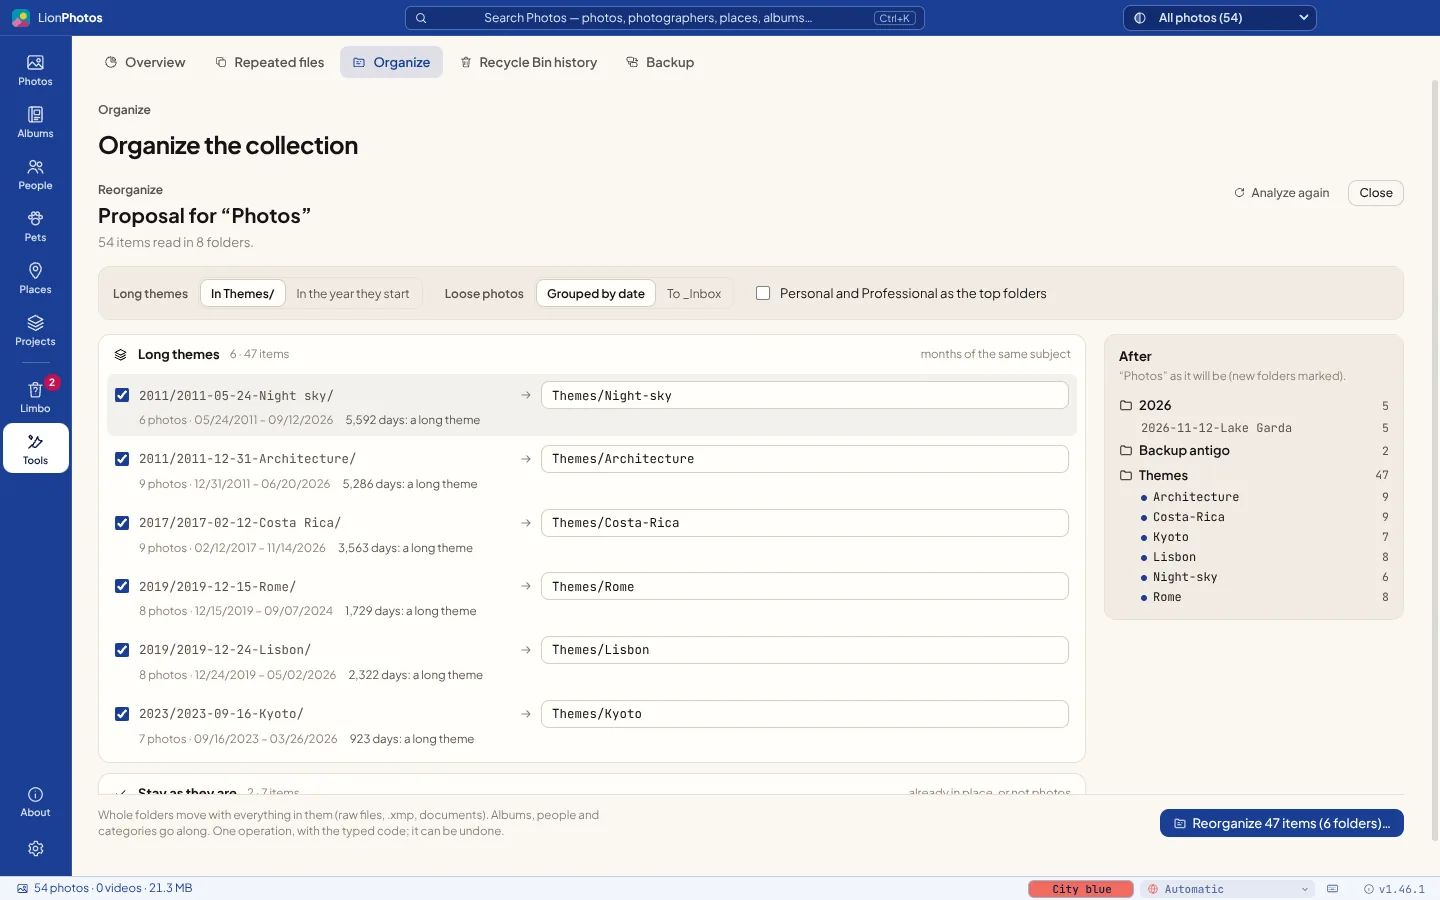 LionPhotos
Search Photos — photos, photographers, places, albums...
Ctrl+K
All photos (54)
Photos
Albums
People
Pets
Places
Projects
Limbo
2
Tools
About
Overview
Repeated files
Organize
Recycle Bin history
Backup
Organize
Organize the collection
Reorganize
Proposal for “Photos”
54 items read in 8 folders.
Analyze again
Close
Long themes
In Themes/
In the year they start
Loose photos
Grouped by date
To _Inbox
Personal and Professional as the top folders
Long themes 6 · 47 items
months of the same subject
2011/2011-05-24-Night sky/ → Themes/Night-sky
6 photos · 05/24/2011 – 09/12/2026 5,592 days: a long theme
2011/2011-12-31-Architecture/ → Themes/Architecture
9 photos · 12/31/2011 – 06/20/2026 5,286 days: a long theme
2017/2017-02-12-Costa Rica/ → Themes/Costa-Rica
9 photos · 02/12/2017 – 11/14/2026 3,563 days: a long theme
2019/2019-12-15-Rome/ → Themes/Rome
8 photos · 12/15/2019 – 09/07/2024 1,729 days: a long theme
2019/2019-12-24-Lisbon/ → Themes/Lisbon
8 photos · 12/24/2019 – 05/02/2026 2,322 days: a long theme
2023/2023-09-16-Kyoto/ → Themes/Kyoto
7 photos · 09/16/2023 – 03/26/2026 923 days: a long theme
Stay as they are 2 · 7 items
already in place, or not photos
After
“Photos” as it will be (new folders marked).
2026 5
2026-11-12-Lake Garda 5
Backup antigo 2
Themes 47
Architecture 9
Costa-Rica 9
Kyoto 7
Lisbon 8
Night-sky 6
Rome 8
Whole folders move with everything in them (raw files, .xmp, documents). Albums, people and
categories go along. One operation, with the typed code; it can be undone.
Reorganize 47 items (6 folders)...
54 photos · 0 videos · 21.3 MB
City blue
Automatic
v1.46.1